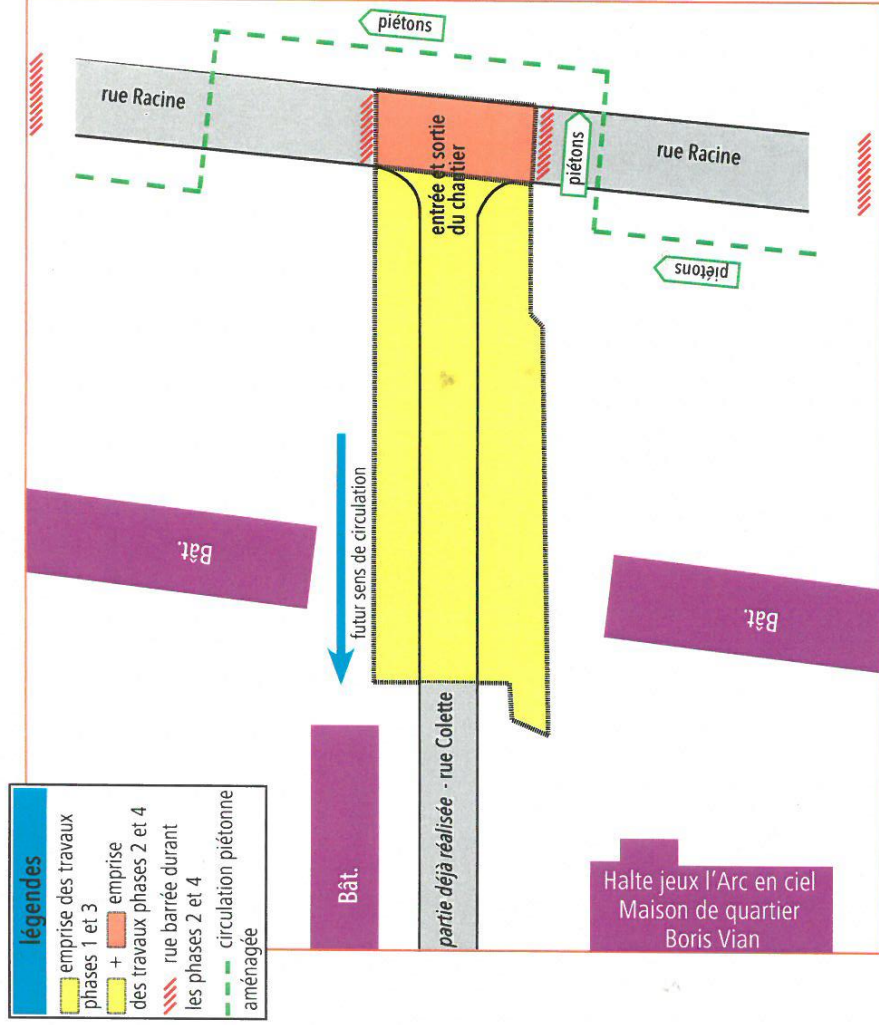 piétons
rue Racine
entrée et sortie
du chantier
piétons
rue Racine
piétons
futur sens de circulation
Bât.
Bât.
Bât.
partie déjà réalisée - rue Colette
Halte jeux l'Arc en ciel
Maison de quartier
Boris Vian
légendes
emprise des travaux
phases 1 et 3
+ emprise
des travaux phases 2 et 4
rue barrée durant
les phases 2 et 4
circulation piétonne
aménagée